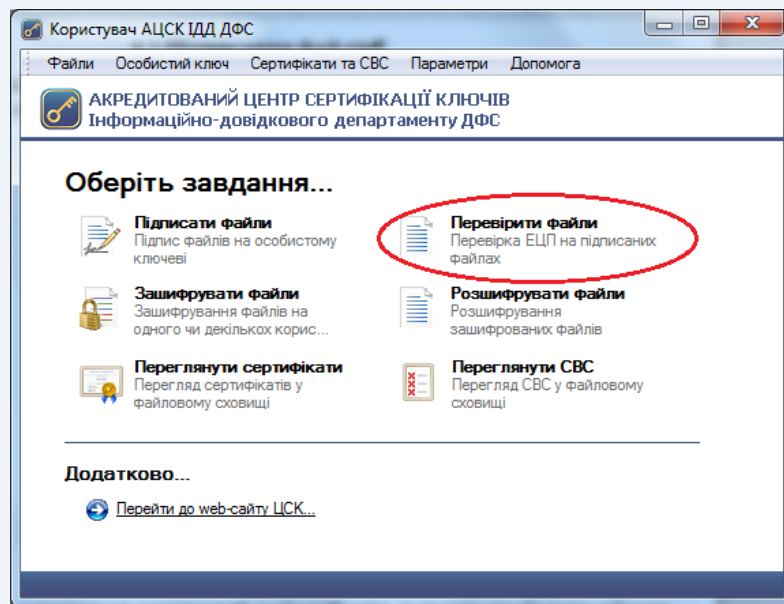 Користувач АЦСК ІДД ДФС
Файли Особистий ключ Сертифікати та СВС Параметри Допомога
АКРЕДИТОВАНИЙ ЦЕНТР СЕРТИФІКАЦІЇ КЛЮЧІВ
Інформаційно-довідкового департаменту ДФС
Оберіть завдання...
Підписати файли
Підпис файлів на особистому
ключеві
Перевірити файли
Перевірка ЕЦП на підписаних
файлах
Зашифрувати файли
Зашифрування файлів на
одного чи декількох корис...
Розшифрувати файли
Розшифрування
зашифрованих файлів
Переглянути сертифікати
Перегляд сертифікатів у
файловому сховищі
Переглянути СВС
Перегляд СВС у файловому
сховищі
Додатково...
Перейти до web-сайту ЦСК...